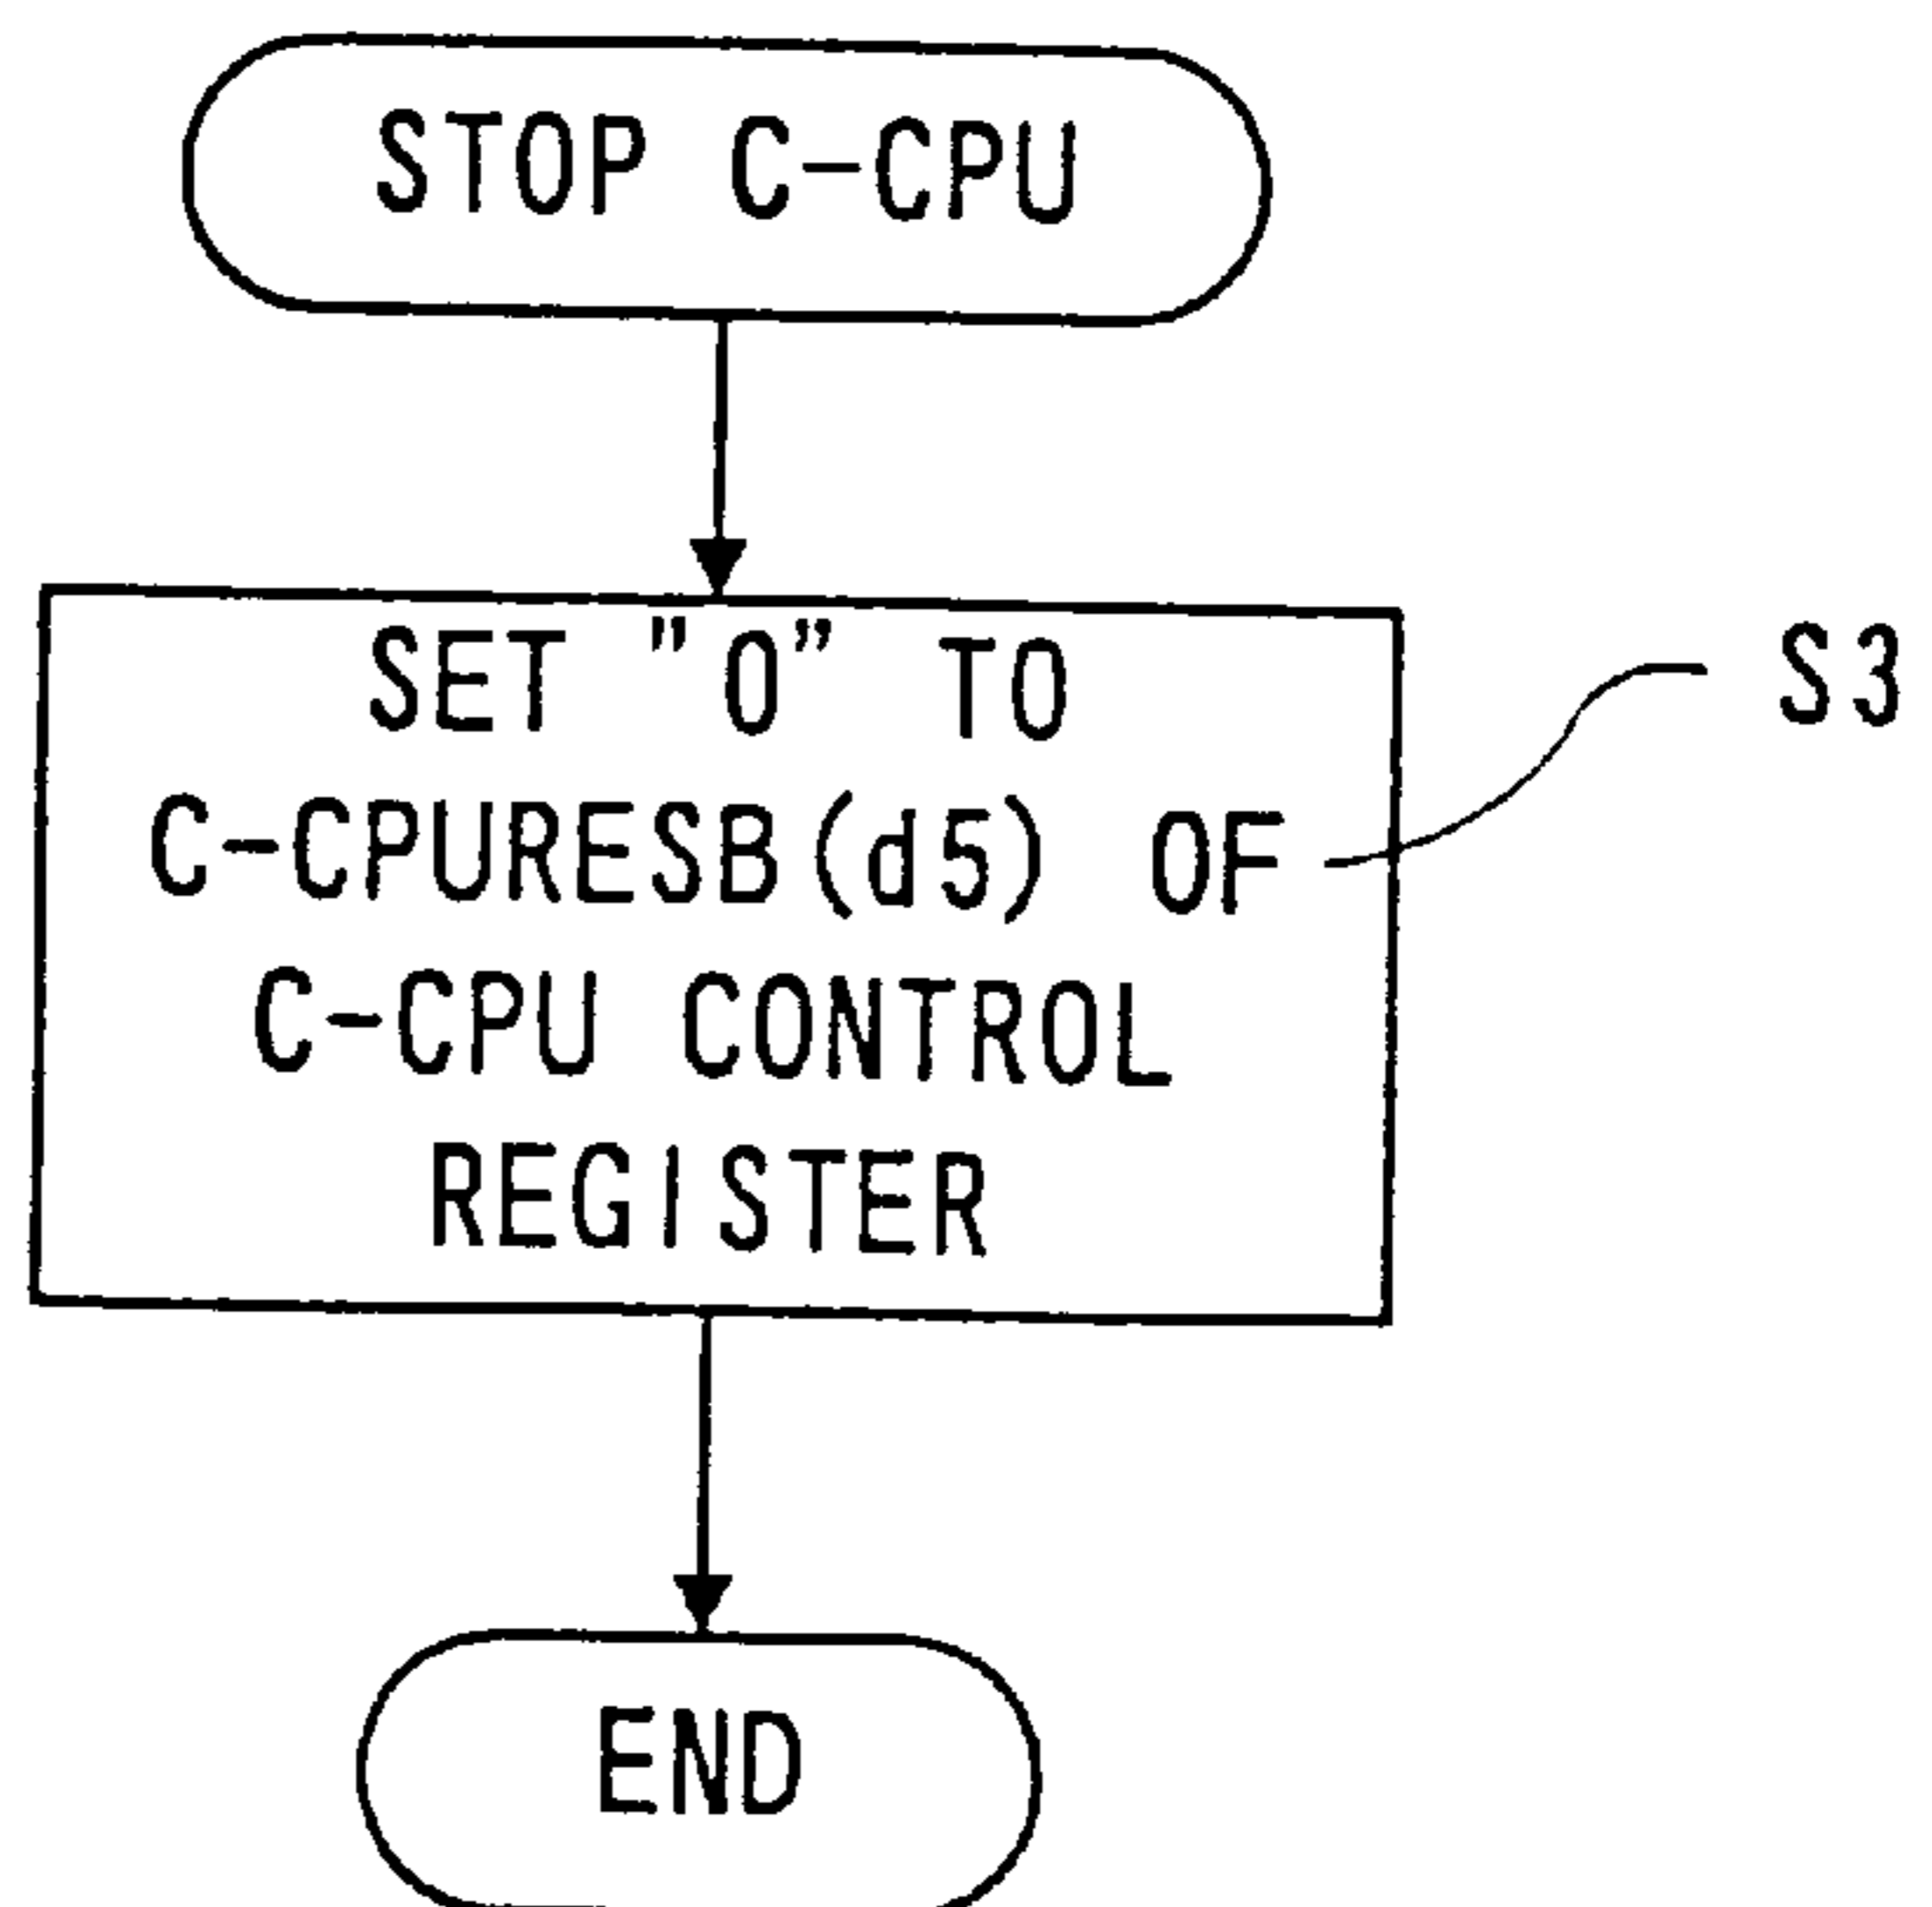 STOP C-CPU
SET "0" TO
C-CPURESB(d5) OF
C-CPU CONTROL
REGISTER
S3
END